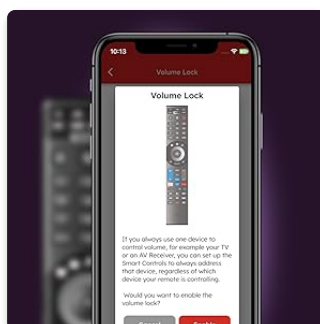 10:13
Volume Lock
Volume Lock
If you always use one device to
control volume, for example your TV
or an AV Receiver, you can set up the
Smart Controls to always address
that device, regardless of which
device your remote is controlling.
Would you want to enable the
volume lock?
Cancel
Enable